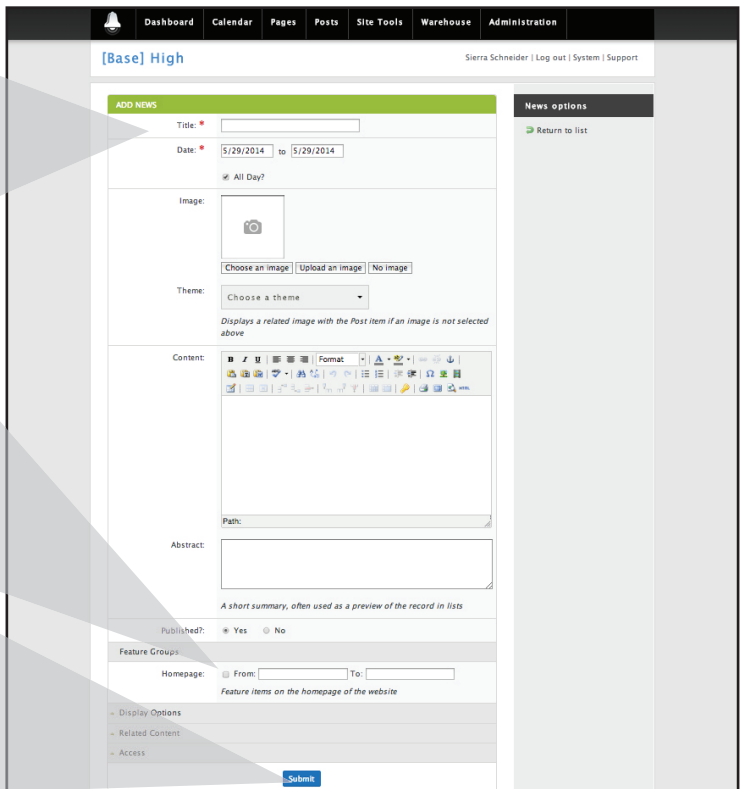 Dashboard Calendar Pages Posts Site Tools Warehouse Administration
[Base] High
Sierra Schneider | Log out | System | Support
ADD NEWS
Title: *
Date: * 5/29/2014 to 5/29/2014
All Day?
Image:
Choose an image Upload an image No image
Theme: Choose a theme
Displays a related image with the Post item if an image is not selected
above
Content: B I U Format A
HTML
Path:
Abstract:
A short summary, often used as a preview of the record in lists
Published?: Yes No
Feature Groups
Homepage: From: To:
Feature items on the homepage of the website
Display Options
Related Content
Access
Submit
News options
Return to list